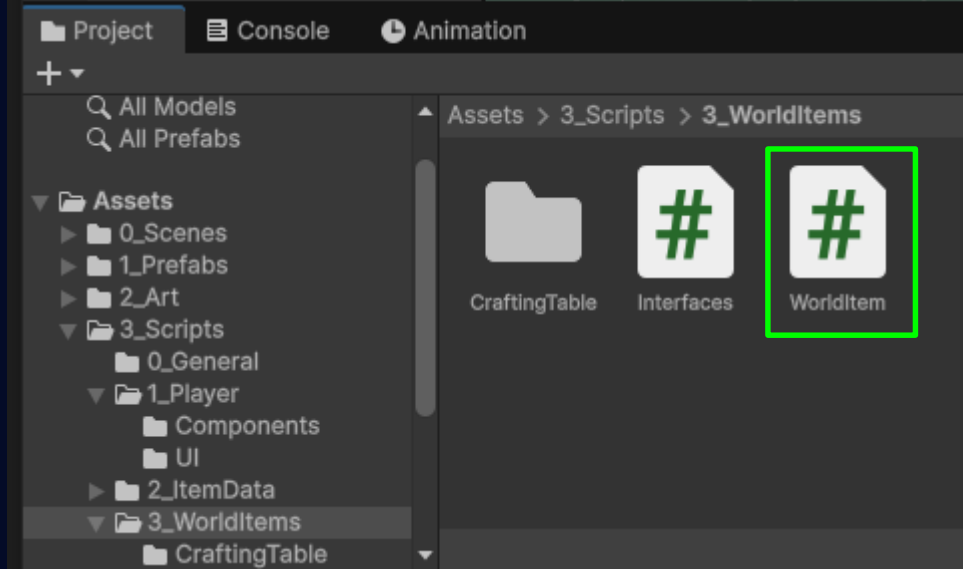 Project Console Animation
All Models
All Prefabs
Assets
0_Scenes
1_Prefabs
2_Art
3_Scripts
0_General
1_Player
Components
UI
2_ItemData
3_WorldItems
CraftingTable
Assets > 3_Scripts > 3_WorldItems
# #
CraftingTable Interfaces WorldItem